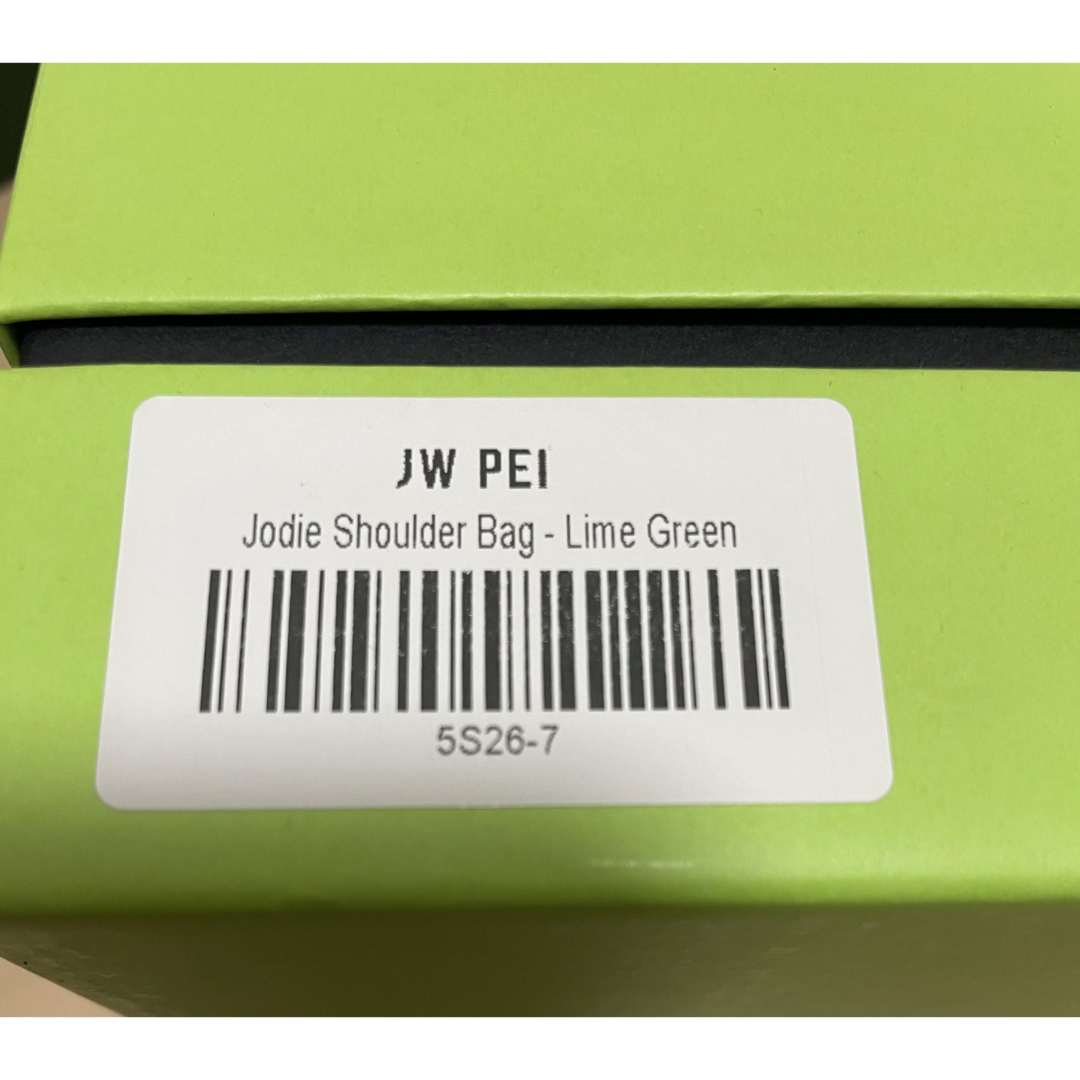 JW PEI
Jodie Shoulder Bag - Lime Green
5S26-7